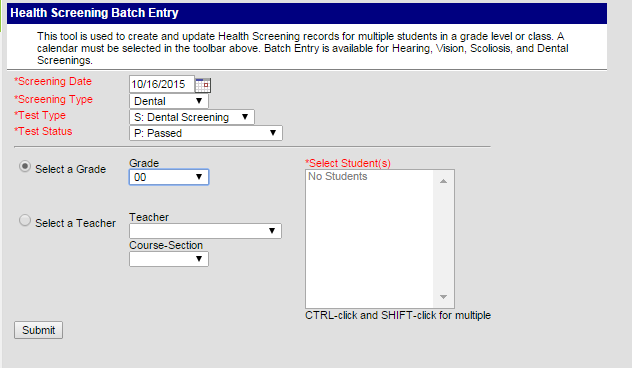 Health Screening Batch Entry
This tool is used to create and update Health Screening records for multiple students in a grade level or class. A
calendar must be selected in the toolbar above. Batch Entry is available for Hearing, Vision, Scoliosis, and Dental
Screenings.
*Screening Date 10/16/2015
*Screening Type Dental
*Test Type S: Dental Screening
*Test Status P: Passed
Select a Grade
Grade
00
Select a Teacher
Teacher
Course-Section
*Select Student(s)
No Students
CTRL-click and SHIFT-click for multiple
Submit